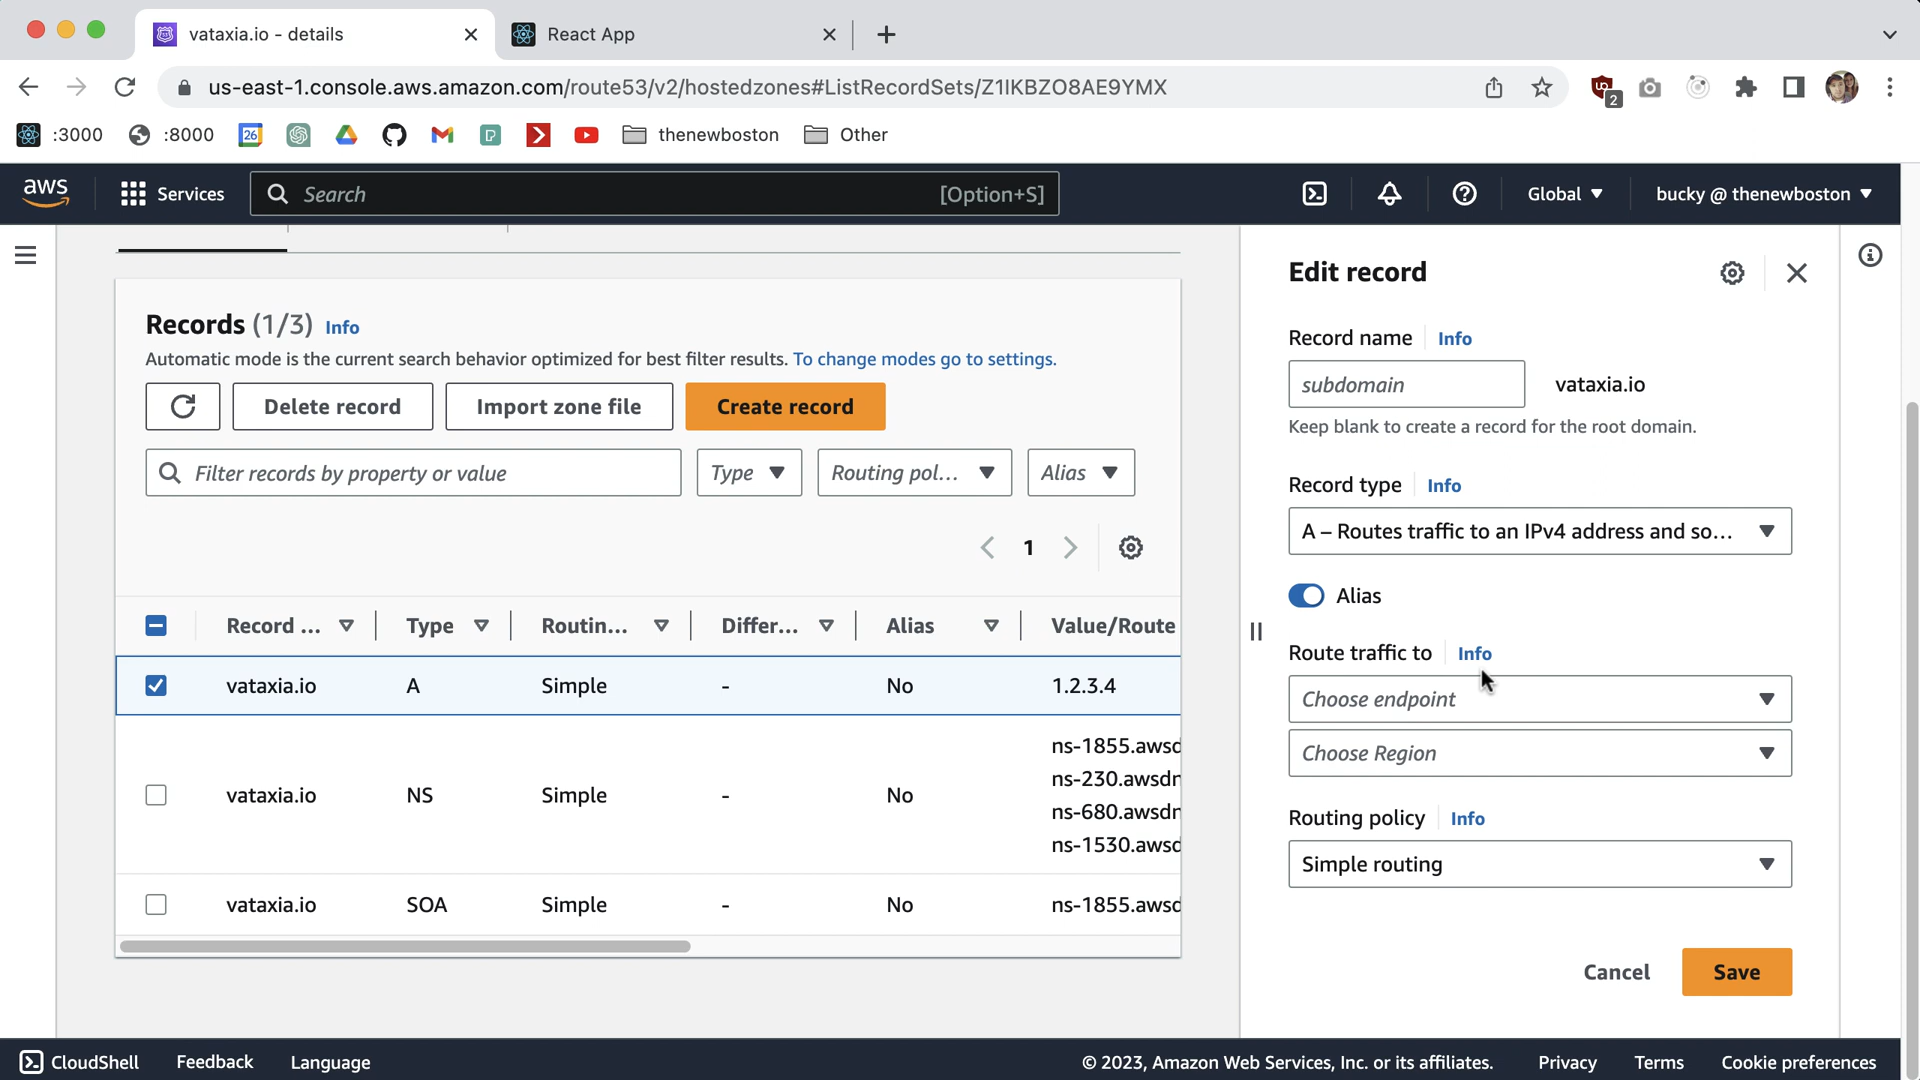 vataxia.io - details
React App
us-east-1.console.aws.amazon.com/route53/v2/hostedzones#ListRecordSets/Z1IKBZO8AE9YMX
2
:3000
:8000
26
thenewboston
Other
aws
Services
Search
[Option+S]
Global
bucky @ thenewboston
Records (1/3) Info
Automatic mode is the current search behavior optimized for best filter results. To change modes go to settings.
Delete record
Import zone file
Create record
Filter records by property or value
Type
Routing pol...
Alias
1
Record ... Type Routin... Differ... Alias Value/Route
vataxia.io A Simple - No 1.2.3.4
vataxia.io NS Simple - No
ns-1855.awsd
ns-230.awsdn
ns-680.awsdn
ns-1530.awsd
vataxia.io SOA Simple - No ns-1855.awsd
Edit record
Record name Info
subdomain
vataxia.io
Keep blank to create a record for the root domain.
Record type Info
A – Routes traffic to an IPv4 address and so...
Alias
Route traffic to Info
Choose endpoint
Choose Region
Routing policy Info
Simple routing
Cancel
Save
CloudShell
Feedback
Language
© 2023, Amazon Web Services, Inc. or its affiliates.
Privacy
Terms
Cookie preferences